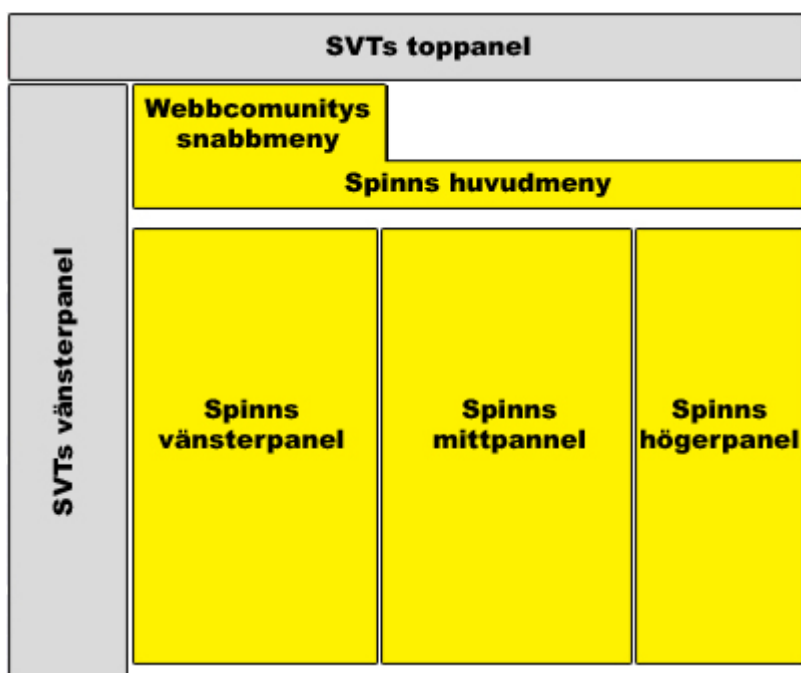 SVTs toppanel
Webbcomunitys
snabbmeny
Spinns huvudmeny
SVTs vänsterpanel
Spinns
vänsterpanel
Spinns
mittpannel
Spinns
högerpanel